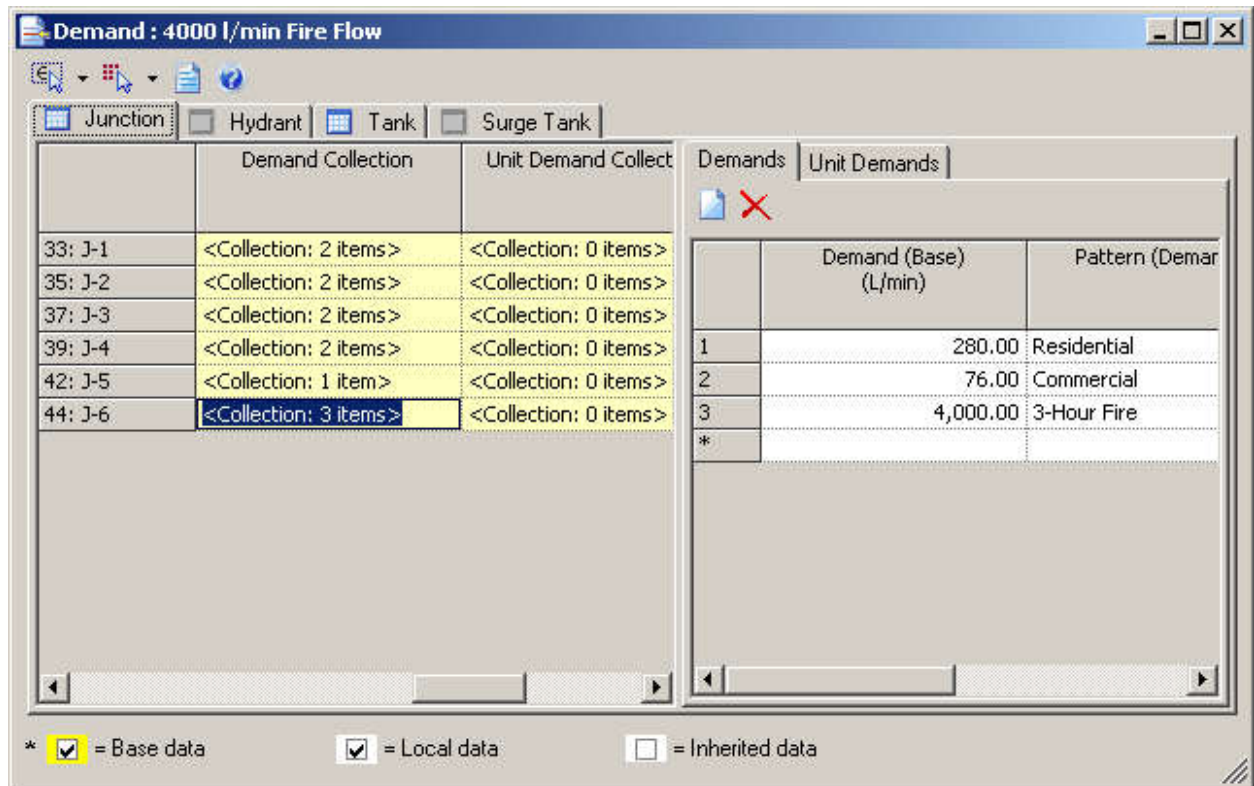 Demand : 4000 l/min Fire Flow
Junction Hydrant Tank Surge Tank
Demand Collection Unit Demand Collect
33: J-1 <Collection: 2 items> <Collection: 0 items>
35: J-2 <Collection: 2 items> <Collection: 0 items>
37: J-3 <Collection: 2 items> <Collection: 0 items>
39: J-4 <Collection: 2 items> <Collection: 0 items>
42: J-5 <Collection: 1 item> <Collection: 0 items>
44: J-6 <Collection: 3 items> <Collection: 0 items>
Demands Unit Demands
Demand (Base) Pattern (Demar
(L/min)
1 280.00 Residential
2 76.00 Commercial
3 4,000.00 3-Hour Fire
*
* = Base data = Local data = Inherited data